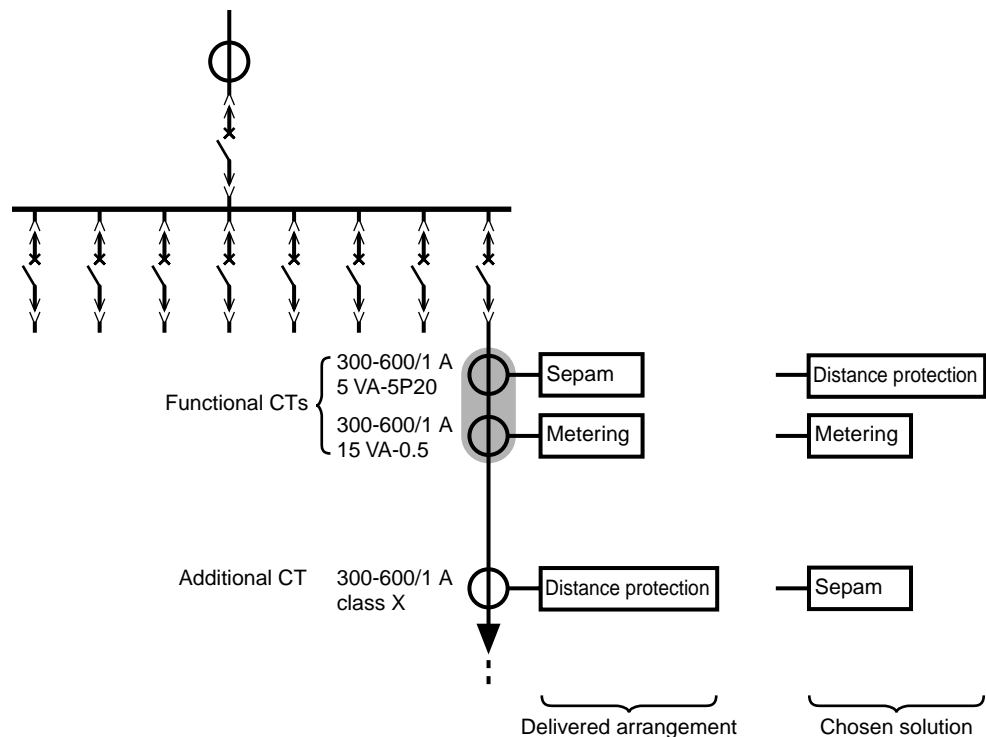 300-600/1 A
5 VA-5P20
Sepam
Distance protection
Functional CTs
300-600/1 A
15 VA-0.5
Metering
Metering
Additional CT
300-600/1 A
class X
Distance protection
Sepam
Delivered arrangement
Chosen solution